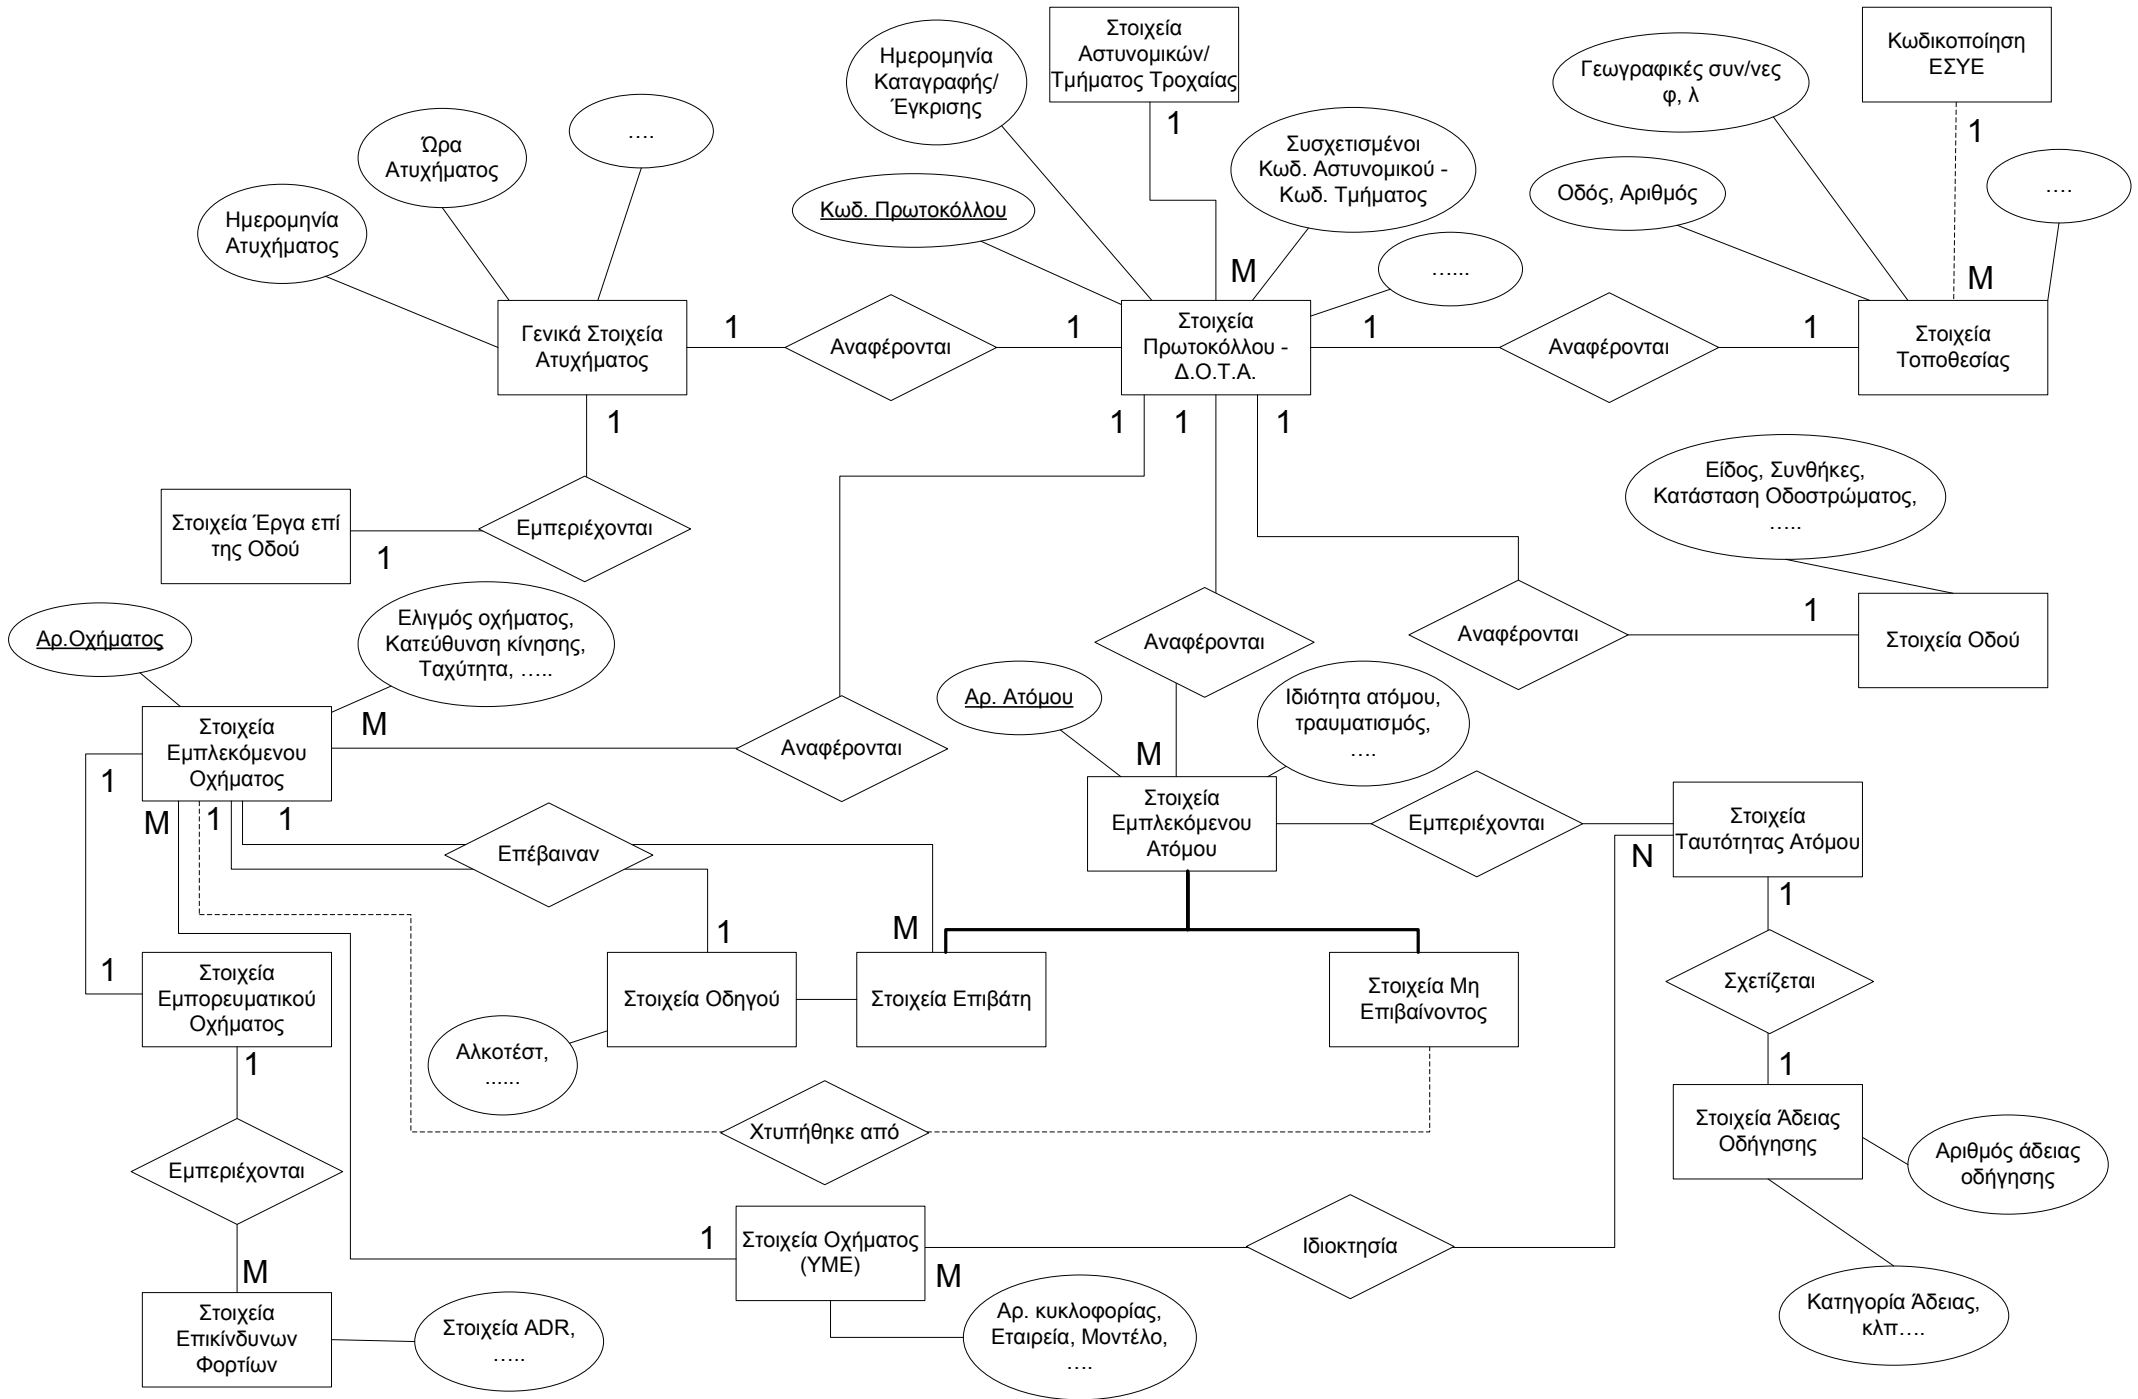 Στοιχεία
Αστυνομικών/
Τμήματος Τροχαίας
Κωδικοποίηση
ΕΣΥΕ
Ημερομηνία
Καταγραφής/
Έγκρισης
Γεωγραφικές συν/νες
φ, λ
1
1
Ώρα
Ατυχήματος
….
Συσχετισμένοι
Κωδ. Αστυνομικού -
Κωδ. Τμήματος
Οδός, Αριθμός
….
Ημερομηνία
Ατυχήματος
Κωδ. Πρωτοκόλλου
M
…...
M
Γενικά Στοιχεία
Ατυχήματος
1
Αναφέρονται
1
Στοιχεία
Πρωτοκόλλου -
Δ.Ο.Τ.Α.
1
Αναφέρονται
1
Στοιχεία
Τοποθεσίας
1
1
1
1
Είδος, Συνθήκες,
Κατάσταση Οδοστρώματος,
…..
Στοιχεία Έργα επί
της Οδού
1
Εμπεριέχονται
Αρ.Οχήματος
Ελιγμός οχήματος,
Κατεύθυνση κίνησης,
Ταχύτητα, …..
Αναφέρονται
Αναφέρονται
1
Στοιχεία Οδού
Αρ. Ατόμου
Ιδιότητα ατόμου,
τραυματισμός,
….
Στοιχεία
Εμπλεκόμενου
Οχήματος
M
Αναφέρονται
M
1
M
1
1
Στοιχεία
Εμπλεκόμενου
Ατόμου
Εμπεριέχονται
Στοιχεία
Ταυτότητας Ατόμου
Επέβαιναν
N
1
1
M
1
Στοιχεία
Εμπορευματικού
Οχήματος
Στοιχεία Οδηγού
Στοιχεία Επιβάτη
Στοιχεία Μη
Επιβαίνοντος
Σχετίζεται
1
Αλκοτέστ,
......
1
Χτυπήθηκε από
Στοιχεία Άδειας
Οδήγησης
Αριθμός άδειας
οδήγησης
Εμπεριέχονται
M
1
Στοιχεία Οχήματος
(ΥΜΕ)
M
Ιδιοκτησία
Στοιχεία
Επικίνδυνων
Φορτίων
Στοιχεία ADR,
…..
Αρ. κυκλοφορίας,
Εταιρεία, Μοντέλο,
….
Κατηγορία Άδειας,
κλπ….